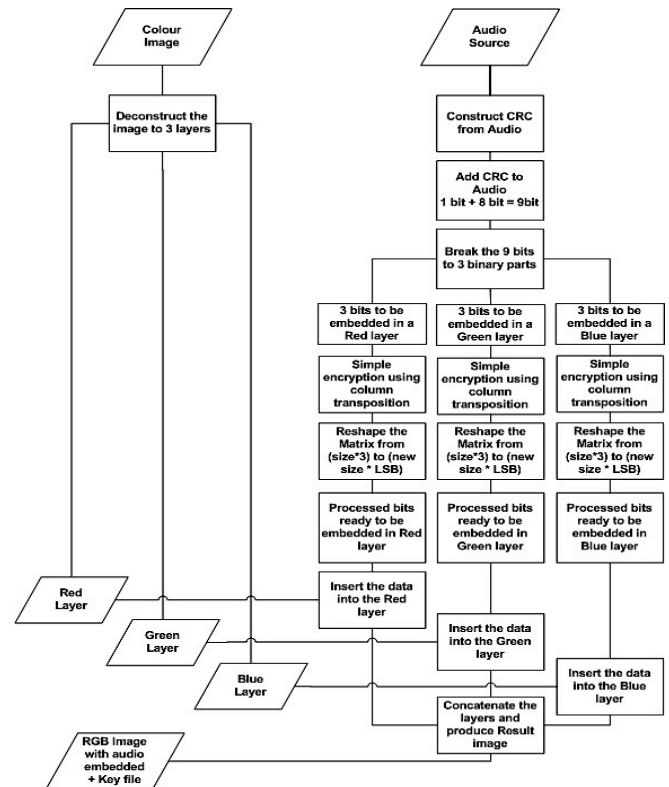 Colour
Image
Audio
Source
Deconstruct the
image to 3 layers
Construct CRC
from Audio
Add CRC to
Audio
1 bit + 8 bit = 9bit
Break the 9 bits
to 3 binary parts
3 bits to be
embedded in a
Red layer
3 bits to be
embedded in a
Green layer
3 bits to be
embedded in a
Blue layer
Simple
encryption using
column
transposition
Simple
encryption using
column
transposition
Simple
encryption using
column
transposition
Reshape the
Matrix from
(size*3) to (new
size * LSB)
Reshape the
Matrix from
(size*3) to (new
size * LSB)
Reshape the
Matrix from
(size*3) to (new
size * LSB)
Processed bits
ready to be
embedded in Red
layer
Processed bits
ready to be
embedded in
Green layer
Processed bits
ready to be
embedded in
Blue layer
Red
Layer
Insert the data
into the Red
layer
Green
Layer
Insert the data
into the Green
layer
Blue
Layer
Insert the data
into the Blue
layer
Concatenate the
layers and
produce Result
image
RGB Image
with audio
embedded
+ Key file